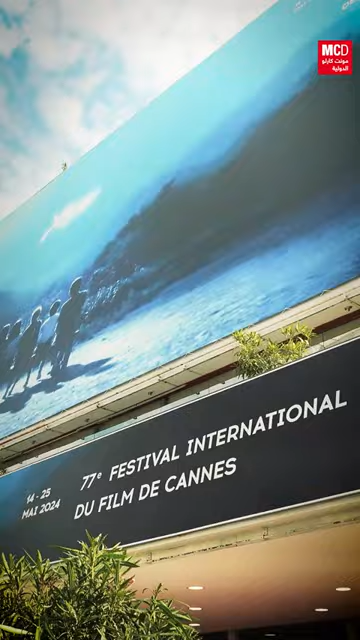 MCD
مونت كارلو
الدولية
14 - 25
MAI 2024
77e FESTIVAL INTERNATIONAL
DU FILM DE CANNES